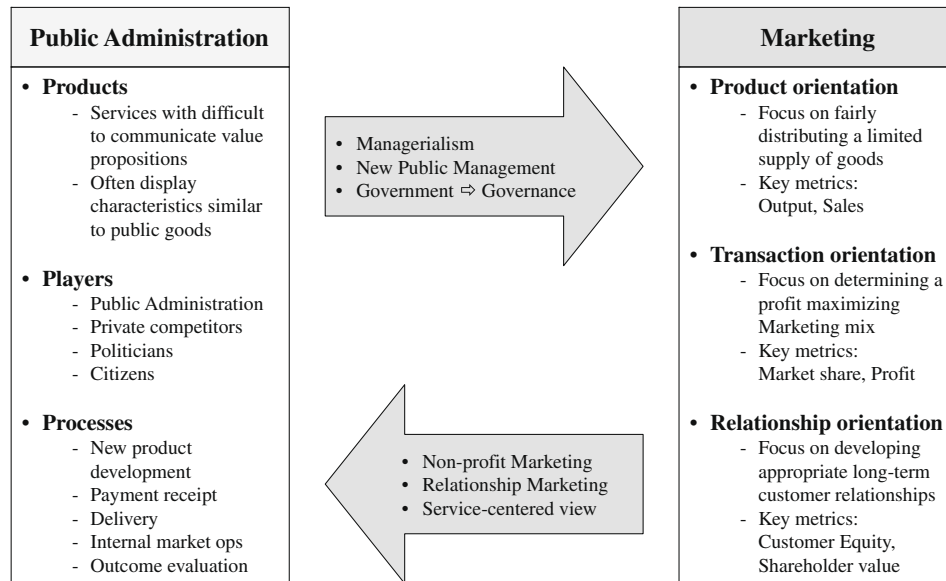 Public Administration
• Products
- Services with difficult
to communicate value
propositions
- Often display
characteristics similar
to public goods
• Players
- Public Administration
- Private competitors
- Politicians
- Citizens
• Processes
- New product
development
- Payment receipt
- Delivery
- Internal market ops
- Outcome evaluation
• Managerialism
• New Public Management
• Government ⇨ Governance
• Non-profit Marketing
• Relationship Marketing
• Service-centered view
Marketing
• Product orientation
- Focus on fairly
distributing a limited
supply of goods
- Key metrics:
Output, Sales
• Transaction orientation
- Focus on determining a
profit maximizing
Marketing mix
- Key metrics:
Market share, Profit
• Relationship orientation
- Focus on developing
appropriate long-term
customer relationships
- Key metrics:
Customer Equity,
Shareholder value